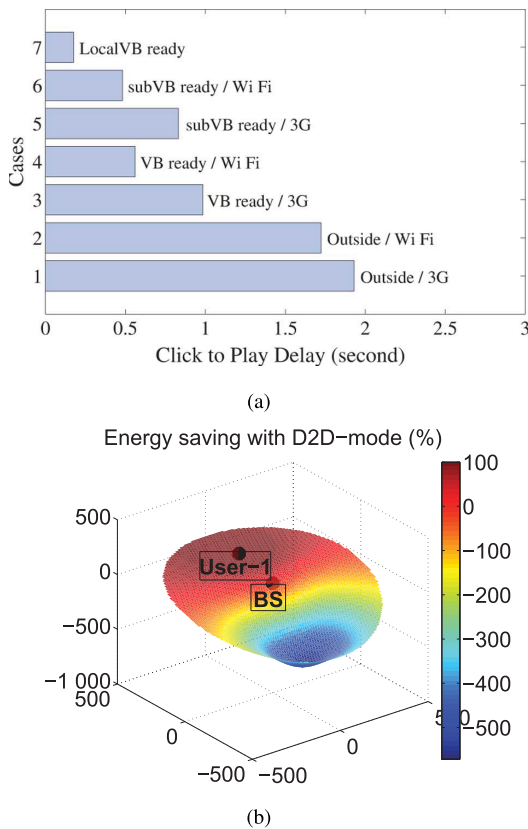 7
LocalVB ready
6
subVB ready / Wi Fi
5
subVB ready / 3G
4
VB ready / Wi Fi
3
VB ready / 3G
2
Outside / Wi Fi
1
Outside / 3G
Cases
0 0.5 1 1.5 2 2.5 3
Click to Play Delay (second)
(a)
Energy saving with D2D−mode (%)
500
0
−500
−1 000
User−1
BS
500
0
−500
−500
0
100
0
−100
−200
−300
−400
−500
(b)